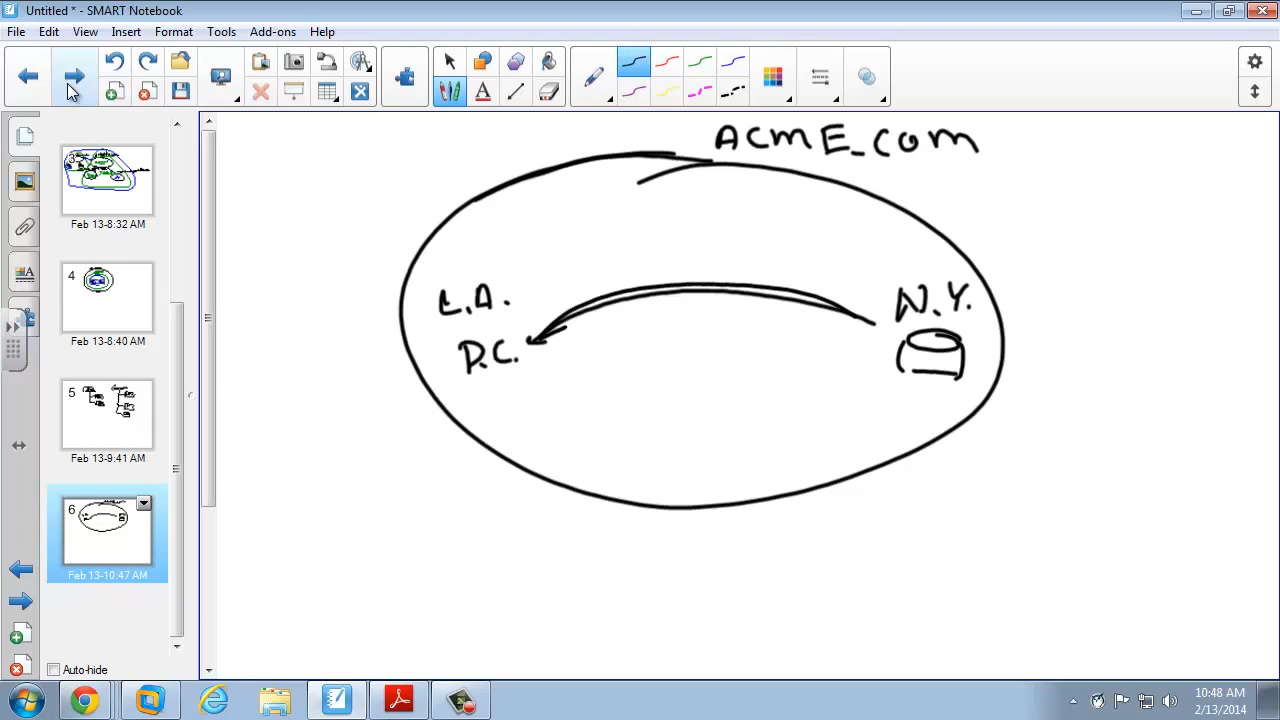 Untitled * - SMART Notebook
File Edit View Insert Format Tools Add-ons Help
3
Feb 13-8:32 AM
4
Feb 13-8:40 AM
5
Feb 13-9:41 AM
6
Feb 13-10:47 AM
Auto-hide
ACmE_com
L.A.
D.C.
N.Y.
10:48 AM
2/13/2014